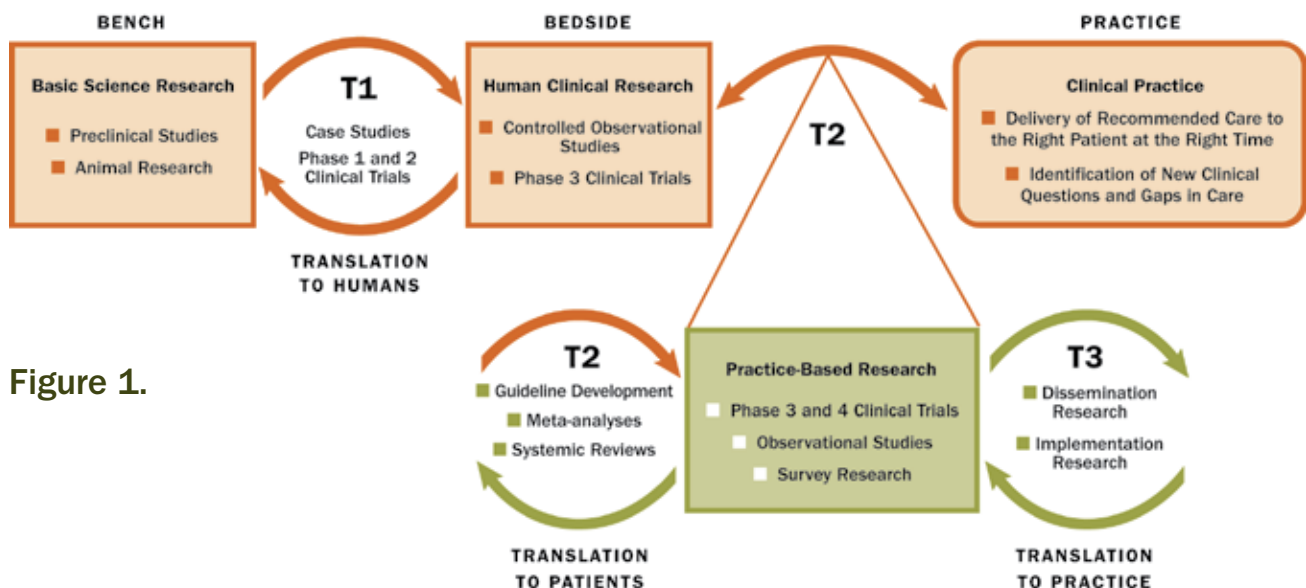 BENCH
Basic Science Research
Preclinical Studies
Animal Research
T1
Case Studies
Phase 1 and 2
Clinical Trials
TRANSLATION
TO HUMANS
BEDSIDE
Human Clinical Research
Controlled Observational
Studies
Phase 3 Clinical Trials
T2
PRACTICE
Clinical Practice
Delivery of Recommended Care to
the Right Patient at the Right Time
Identification of New Clinical
Questions and Gaps in Care
Figure 1.
T2
Guideline Development
Meta-analyses
Systemic Reviews
TRANSLATION
TO PATIENTS
Practice-Based Research
Phase 3 and 4 Clinical Trials
Observational Studies
Survey Research
T3
Dissemination
Research
Implementation
Research
TRANSLATION
TO PRACTICE